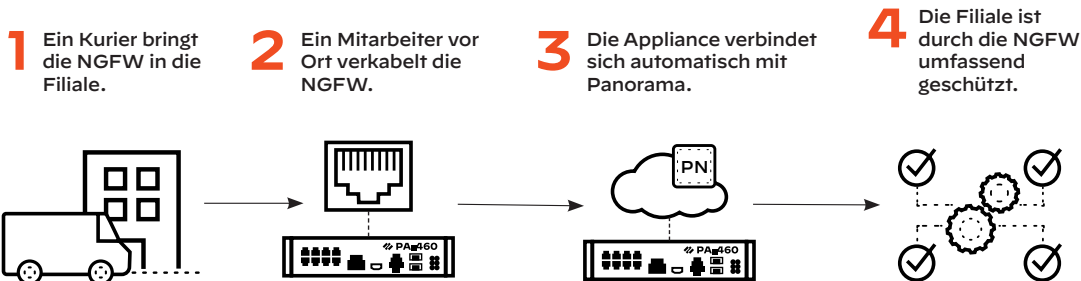 1
Ein Kurier bringt
die NGFW in die
Filiale.
2
Ein Mitarbeiter vor
Ort verkabelt die
NGFW.
3
Die Appliance verbindet
sich automatisch mit
Panorama.
4
Die Filiale ist
durch die NGFW
umfassend
geschützt.
PN
PA-460
PA-460